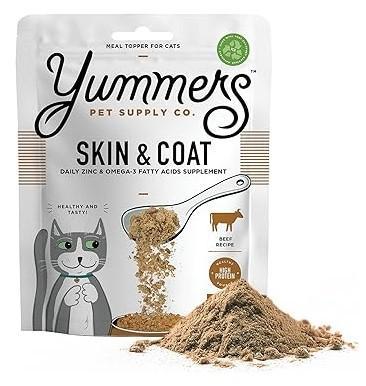 MEAL TOPPER FOR CATS
Yummers™
PET SUPPLY CO.
SKIN & COAT
DAILY ZINC & OMEGA-3 FATTY ACIDS SUPPLEMENT
HEALTHY AND
TASTY!
BEEF
RECIPE
HIGH
PROTEIN